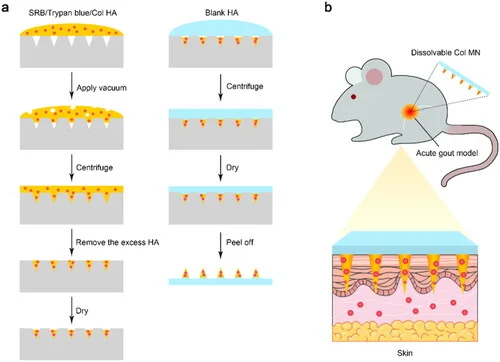 a
SRB/Trypan blue/Col HA
Apply vacuum
Centrifuge
Remove the excess HA
Dry
Blank HA
Centrifuge
Dry
Peel off
b
Dissolvable Col MN
Acute gout model
Skin